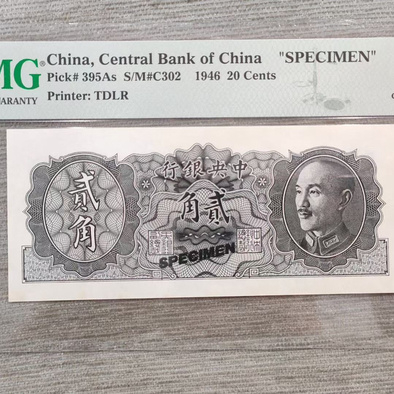 MG® China, Central Bank of China "SPECIMEN"
Pick# 395As S/M#C302 1946 20 Cents
ARANTY Printer: TDLR
行銀央中
貳角
角貳
SPECIMEN